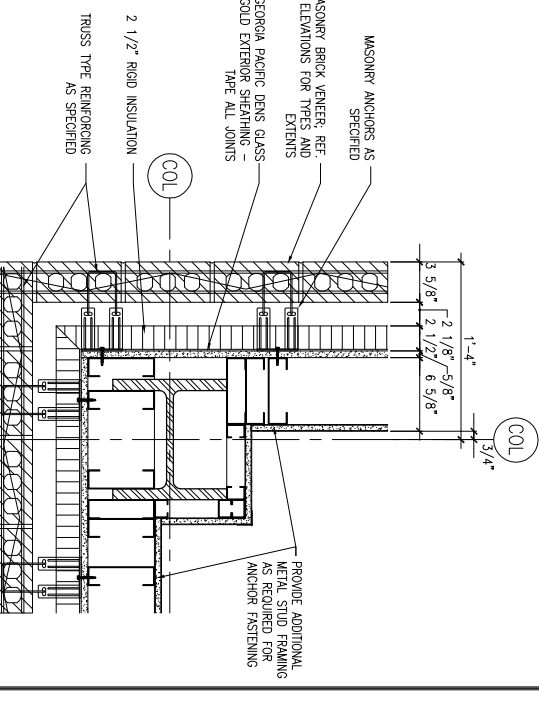 MASONRY ANCHORS AS
SPECIFIED
MASONRY BRICK VENEER; REF.
ELEVATIONS FOR TYPES AND
EXTENTS
GEORGIA PACIFIC DENS GLASS
GOLD EXTERIOR SHEATHING -
TAPE ALL JOINTS
2 1/2" RIGID INSULATION
TRUSS TYPE REINFORCING
AS SPECIFIED
COL
1'-4"
3 5/8"
2 1/8"
2 1/2"
5/8"
6 5/8"
3/4"
COL
PROVIDE ADDITIONAL
METAL STUD FRAMING
AS REQUIRED FOR
ANCHOR FASTENING